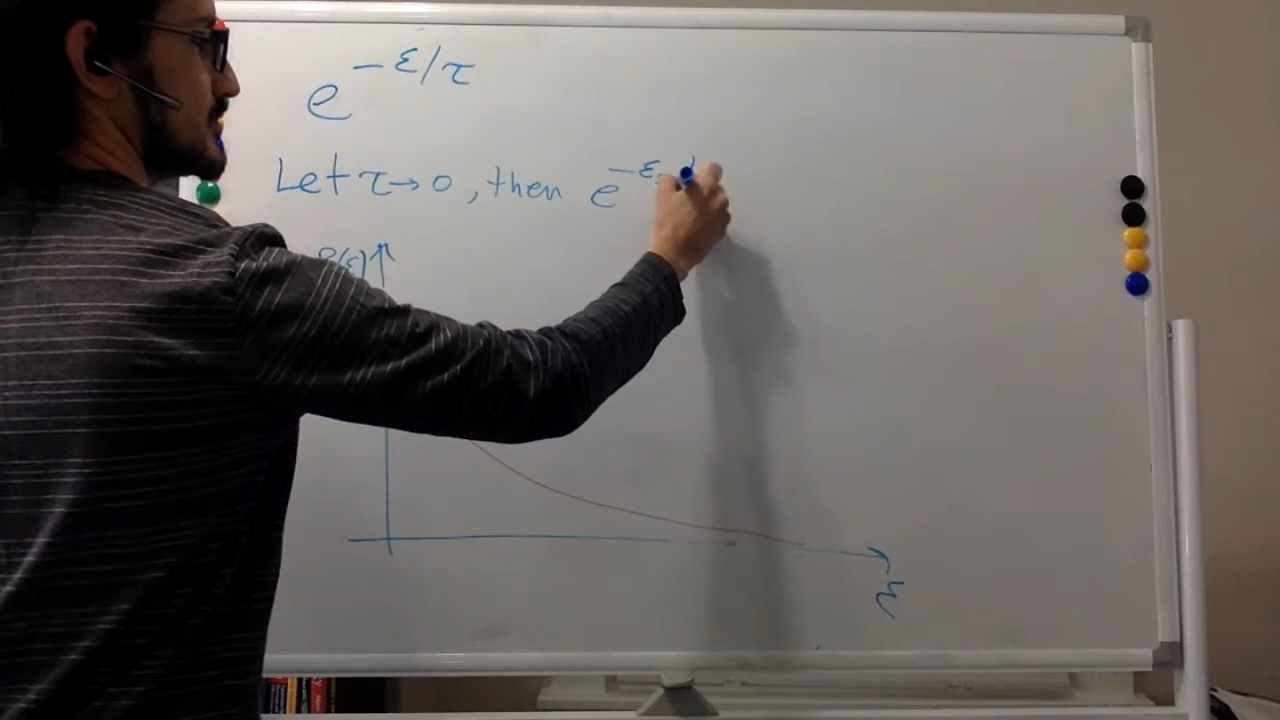 e^{-ε/τ}
Let τ→0, then e^{-ε
P(ε)
ε